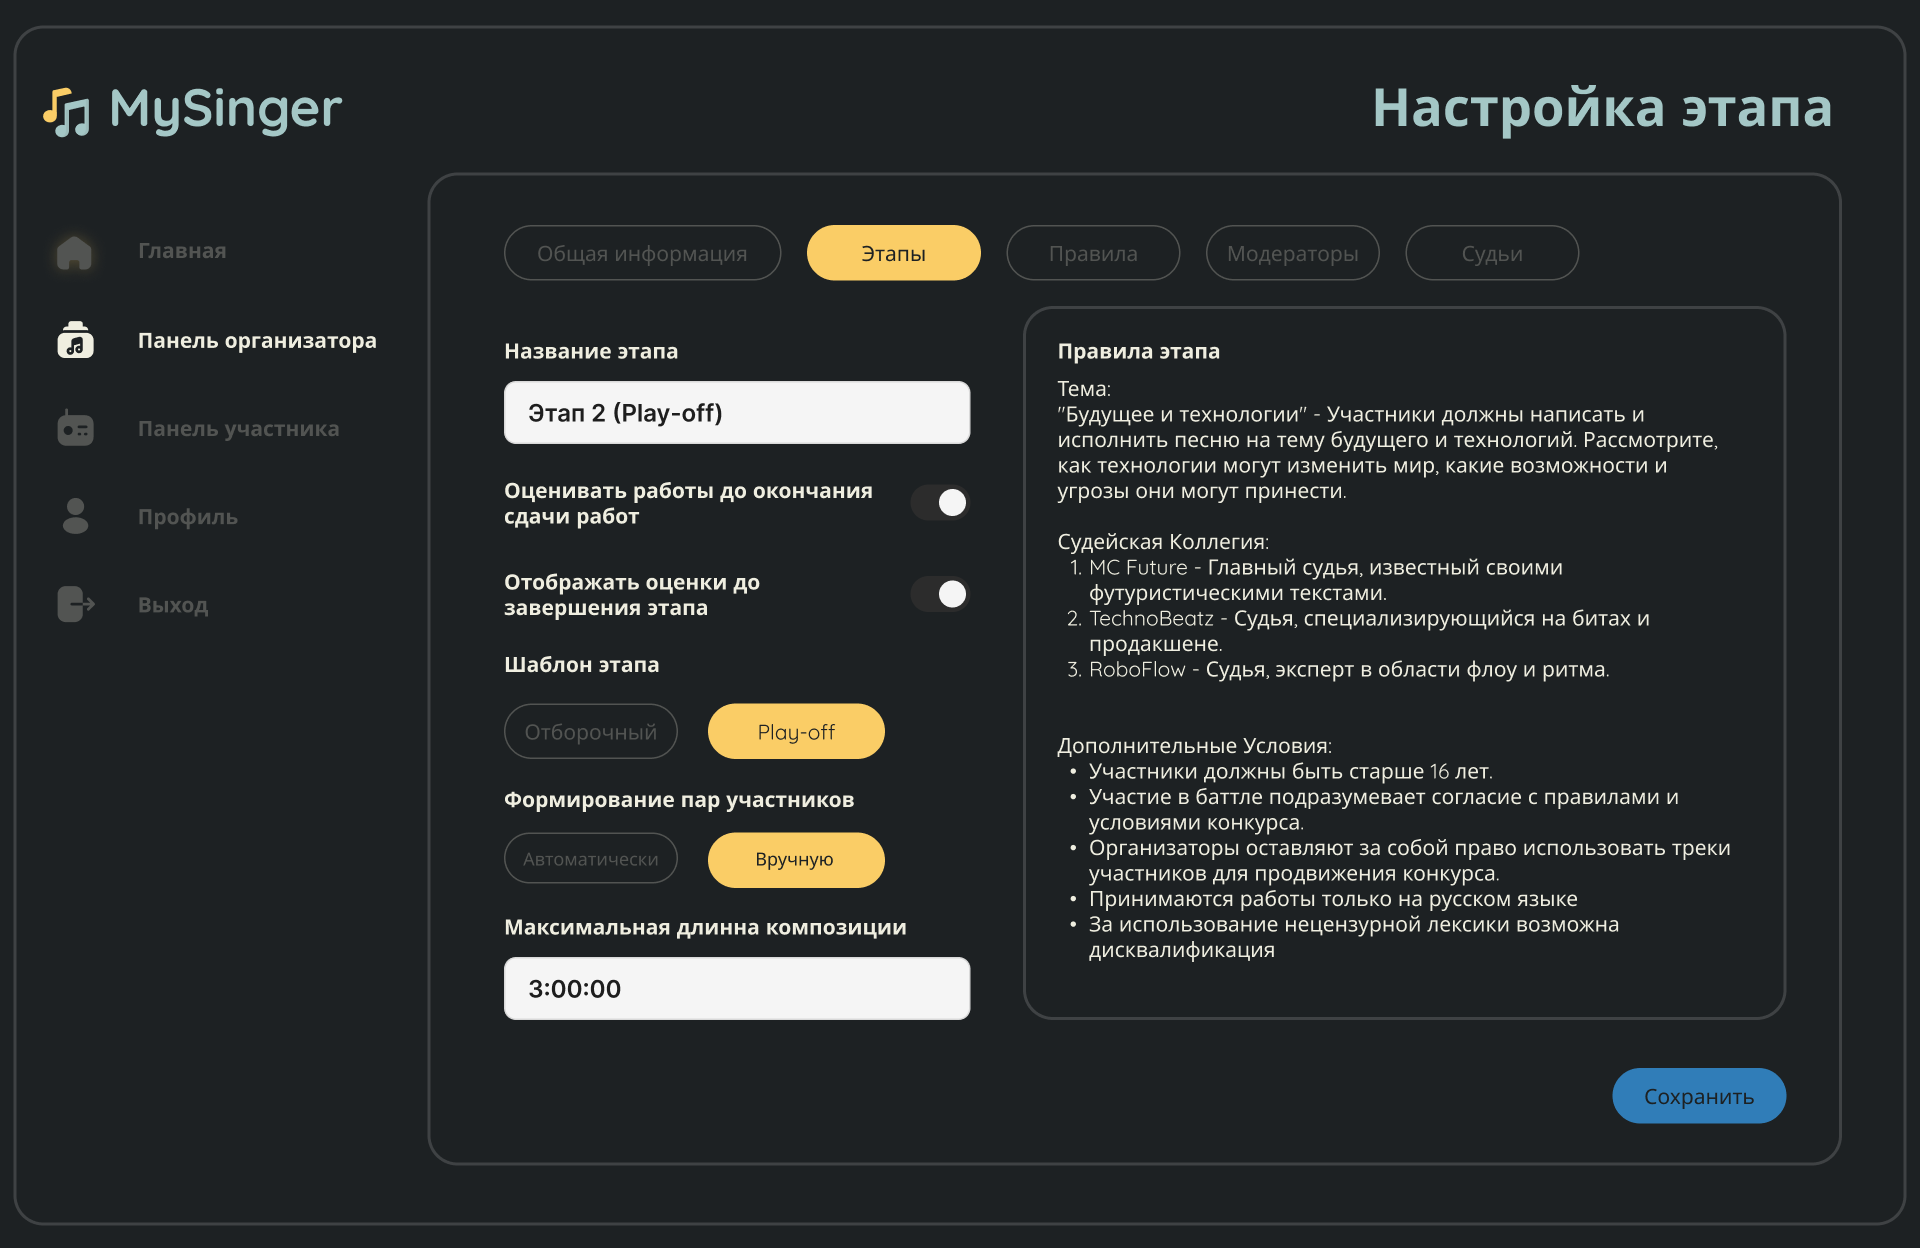 MySinger
Настройка этапа
Главная
Панель организатора
Панель участника
Профиль
Выход
Общая информация
Этапы
Правила
Модераторы
Судьи
Название этапа
Этап 2 (Play-off)
Оценивать работы до окончания
сдачи работ
Отображать оценки до
завершения этапа
Шаблон этапа
Отборочный
Play-off
Формирование пар участников
Автоматически
Вручную
Максимальная длинна композиции
3:00:00
Правила этапа
Тема:
"Будущее и технологии" - Участники должны написать и
исполнить песню на тему будущего и технологий. Рассмотрите,
как технологии могут изменить мир, какие возможности и
угрозы они могут принести.
Судейская Коллегия:
1. MC Future - Главный судья, известный своими
футуристическими текстами.
2. TechnoBeatz - Судья, специализирующийся на битах и
продакшене.
3. RoboFlow - Судья, эксперт в области флоу и ритма.
Дополнительные Условия:
• Участники должны быть старше 16 лет.
• Участие в баттле подразумевает согласие с правилами и
условиями конкурса.
• Организаторы оставляют за собой право использовать треки
участников для продвижения конкурса.
• Принимаются работы только на русском языке
• За использование нецензурной лексики возможна
дисквалификация
Сохранить